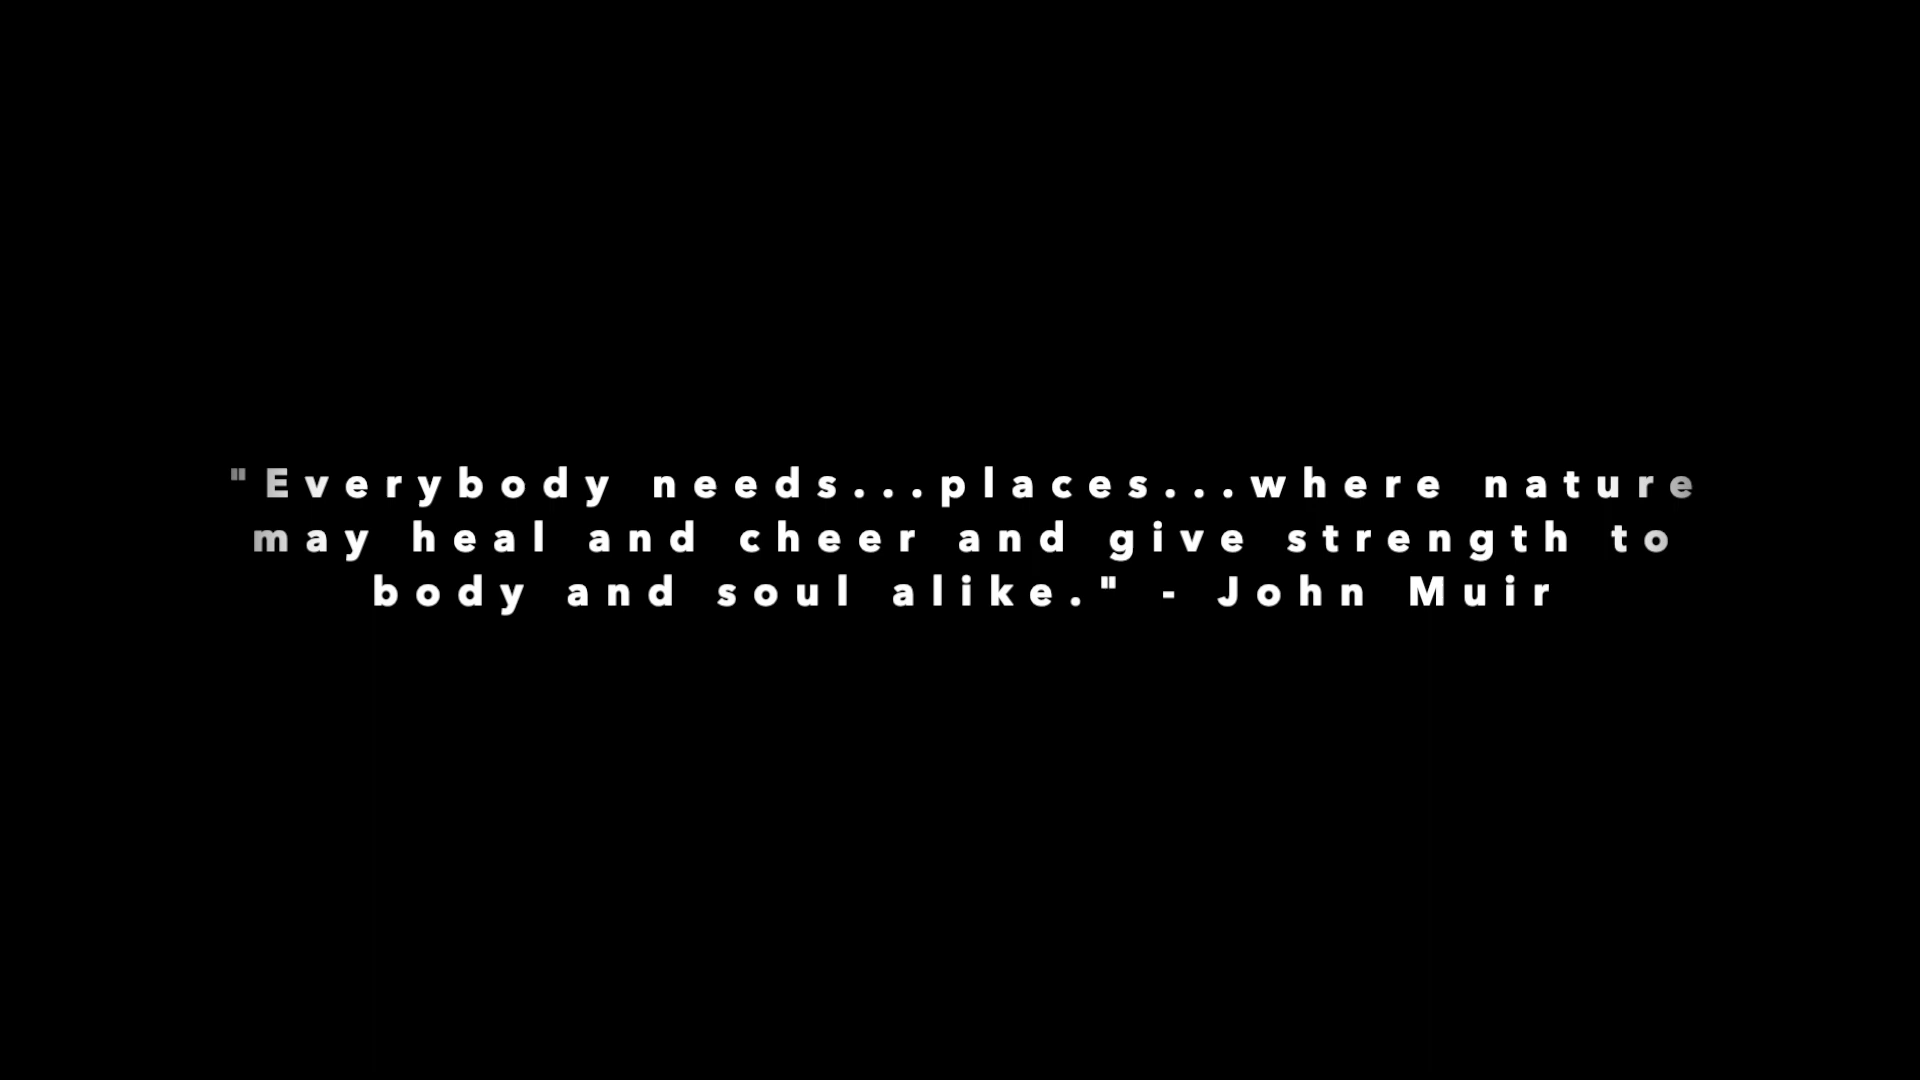 "Everybody needs...places...where nature
may heal and cheer and give strength to
body and soul alike." - John Muir